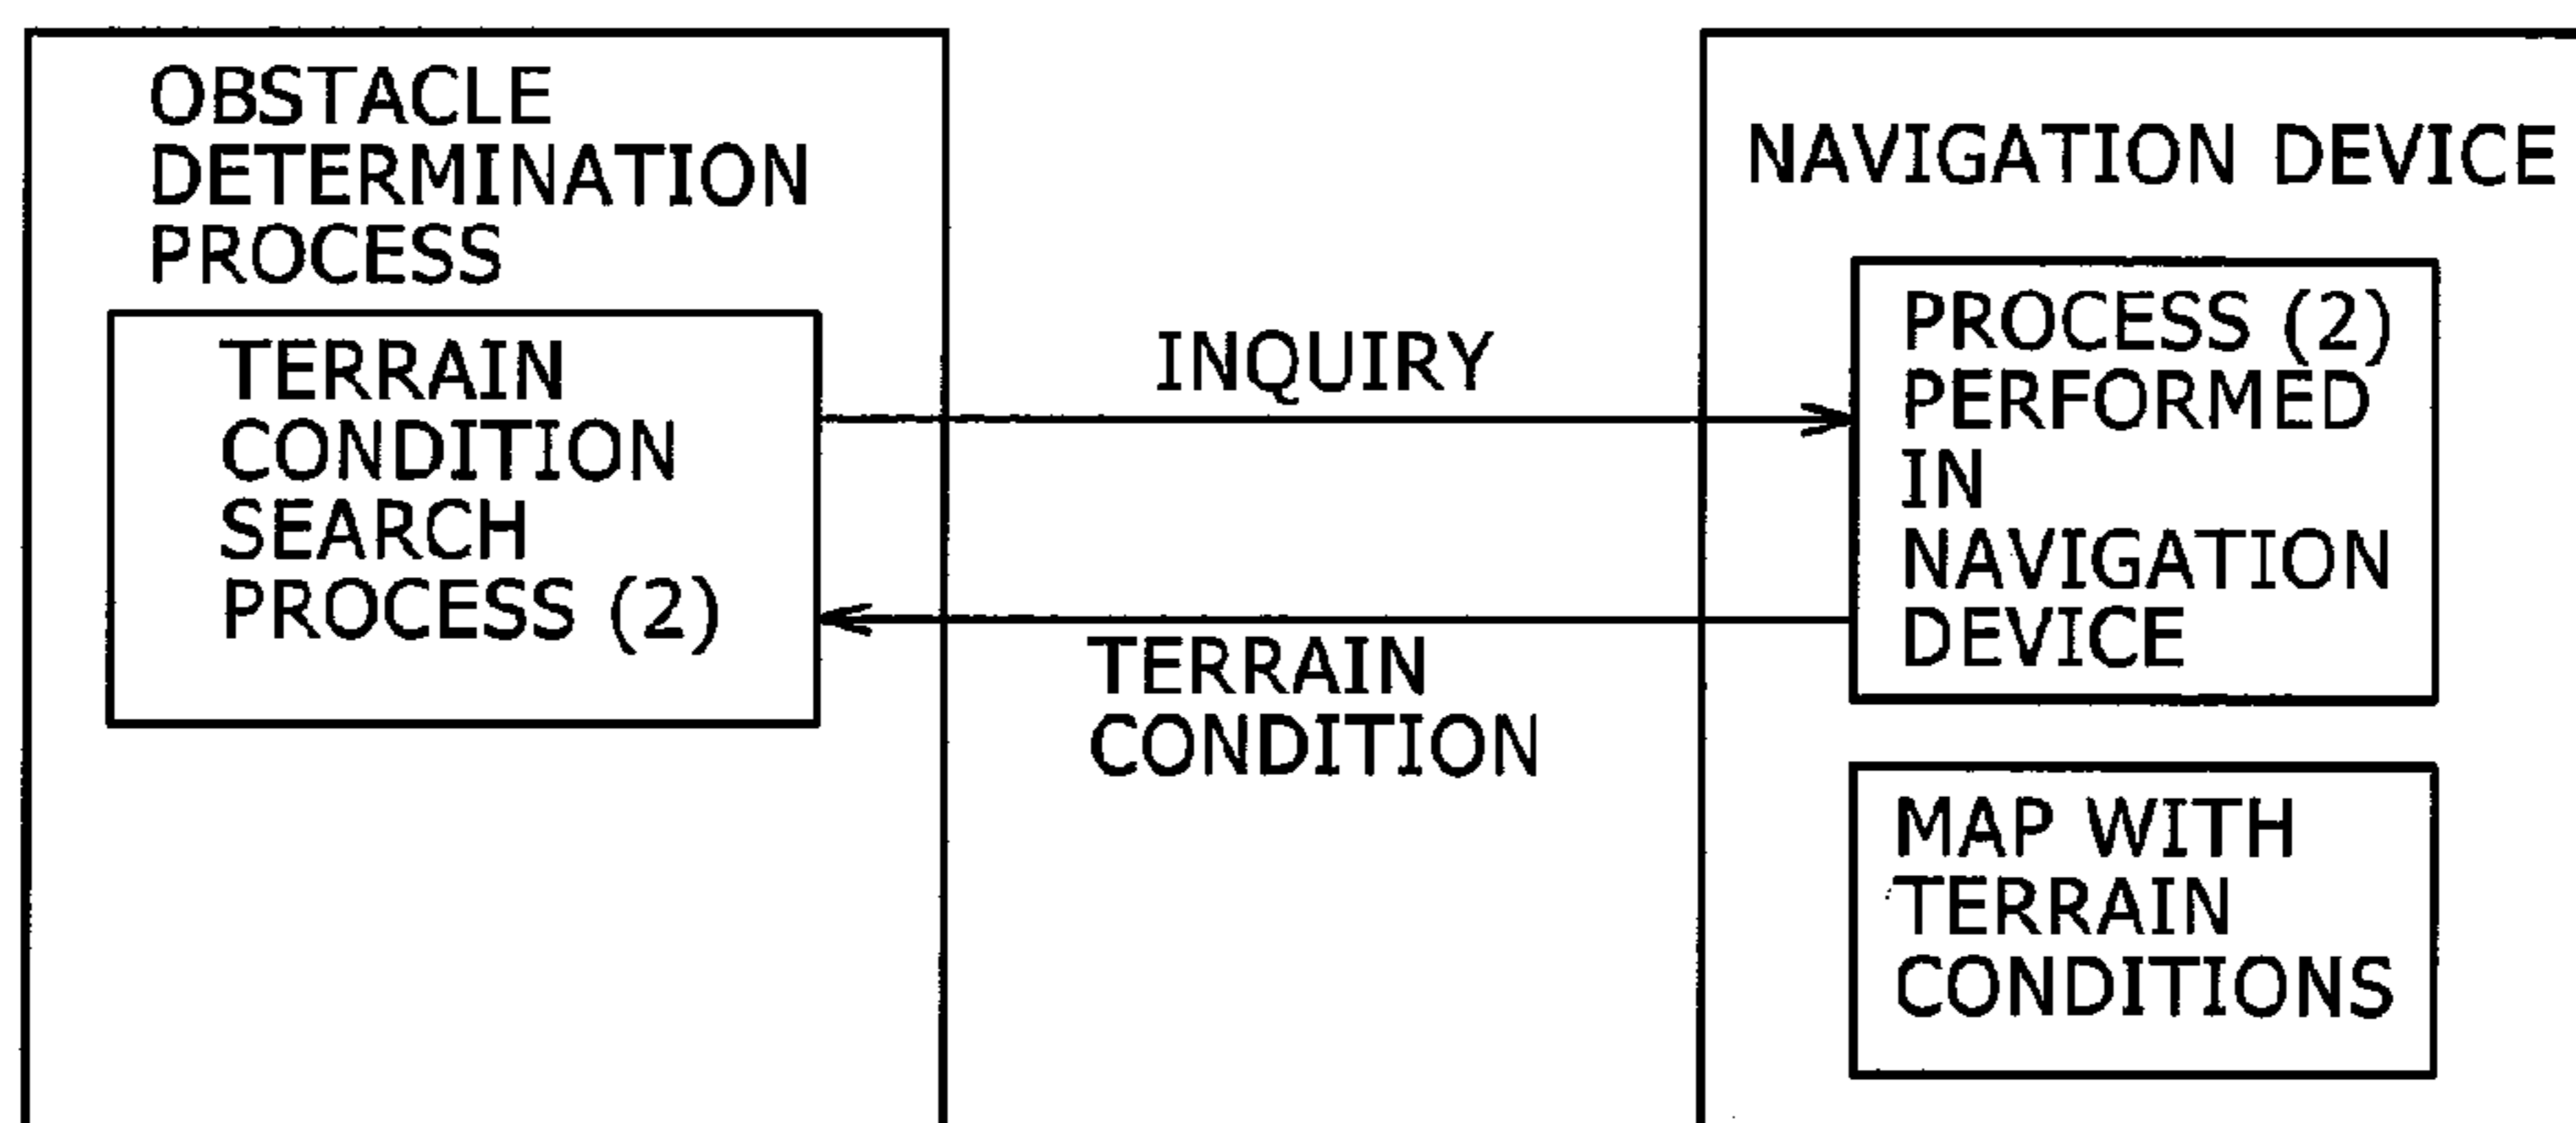 OBSTACLE
DETERMINATION
PROCESS
TERRAIN
CONDITION
SEARCH
PROCESS (2)
INQUIRY
TERRAIN
CONDITION
NAVIGATION DEVICE
PROCESS (2)
PERFORMED
IN
NAVIGATION
DEVICE
MAP WITH
TERRAIN
CONDITIONS